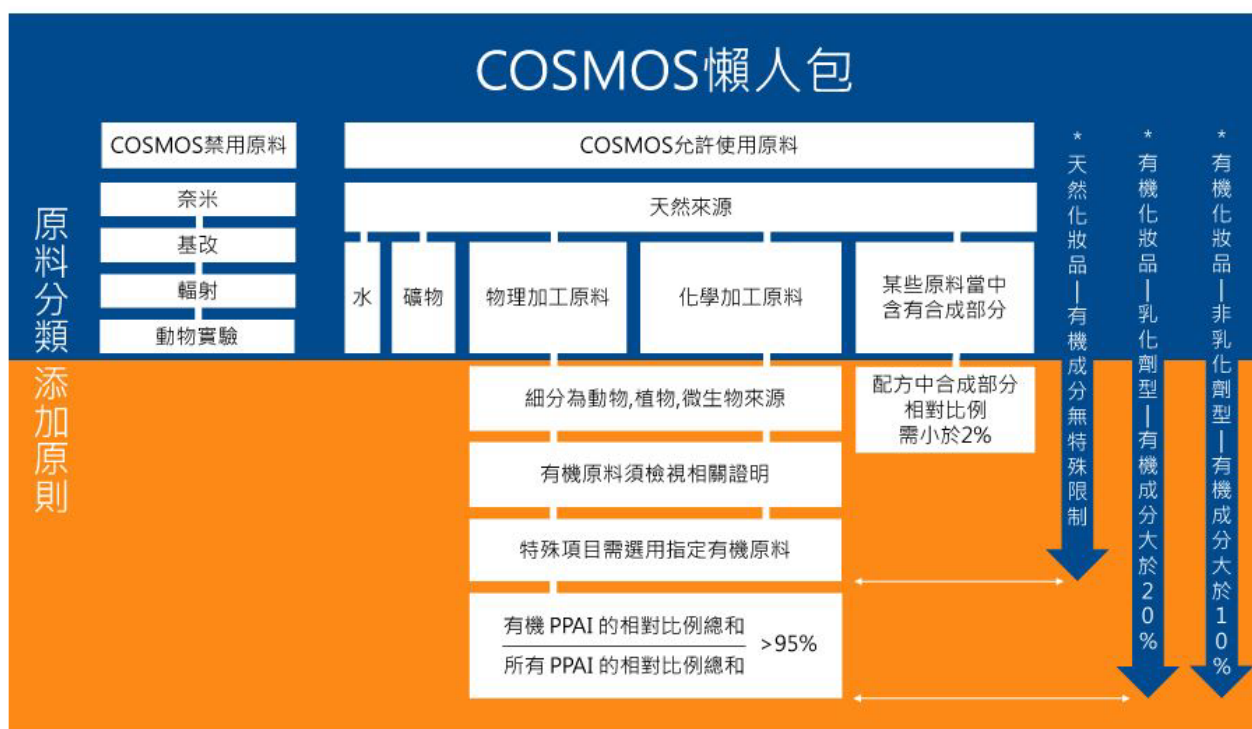 COSMOS懶人包
COSMOS禁用原料
COSMOS允許使用原料
奈米
基改
輻射
動物實驗
天然來源
水
礦物
物理加工原料
化學加工原料
某些原料當中
含有合成部分
原料分類
添加原則
細分為動物,植物,微生物來源
配方中合成部分
相對比例
需小於2%
有機原料須檢視相關證明
特殊項目需選用指定有機原料
有機 PPAI 的相對比例總和
所有 PPAI 的相對比例總和
>95%
*天然化妝品|有機成分無特殊限制
*有機化妝品|乳化劑型|有機成分大於20%
*有機化妝品|非乳化劑型|有機成分大於10%